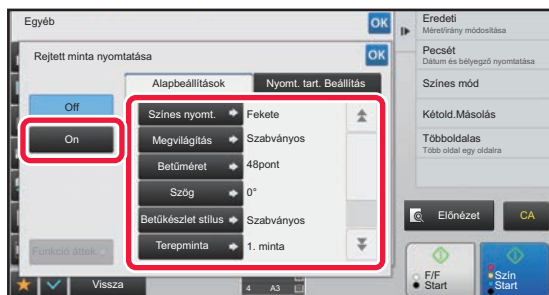 Egyéb
OK
Rejtett minta nyomtatása
OK
Alapbeállítások
Nyomt. tart. Beállítás
Off
On
Színes nyomt.
Fekete
Megvilágítás
Szabványos
Betűméret
48pont
Szög
0°
Betűkészlet stílus
Szabványos
Terepminta
1. minta
Funkció áttek.
Vissza
4 A3
Eredeti
Méret/irány módosítása
Pecsét
Dátum és bélyegző nyomtatása
Színes mód
Kétold.Másolás
Többoldalas
Több oldal egy oldalra
Előnézet
CA
F/F
Start
Szín
Start